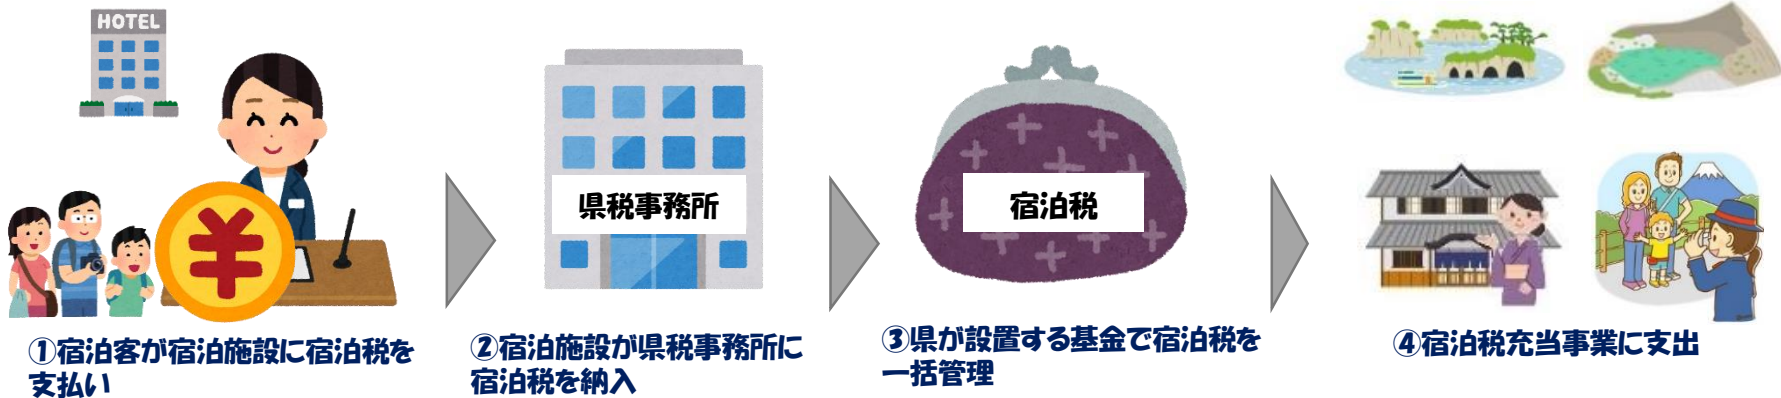 HOTEL
¥
①宿泊客が宿泊施設に宿泊税を
支払い
県税事務所
②宿泊施設が県税事務所に
宿泊税を納入
宿泊税
③県が設置する基金で宿泊税を
一括管理
④宿泊税充当事業に支出